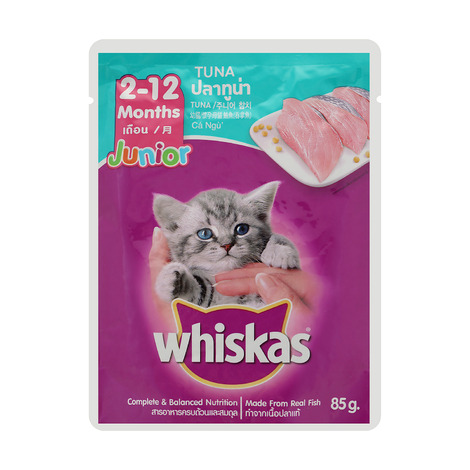 2-12
Months
เดือน / 月
Junior
TUNA
ปลาทูน่า
TUNA /주니어 참치
Cá Ngừ
whiskas®
Complete & Balanced Nutrition
สารอาหารครบถ้วนและสมดุล
Made From Real Fish
ทำจากเนื้อปลาแท้
85g.